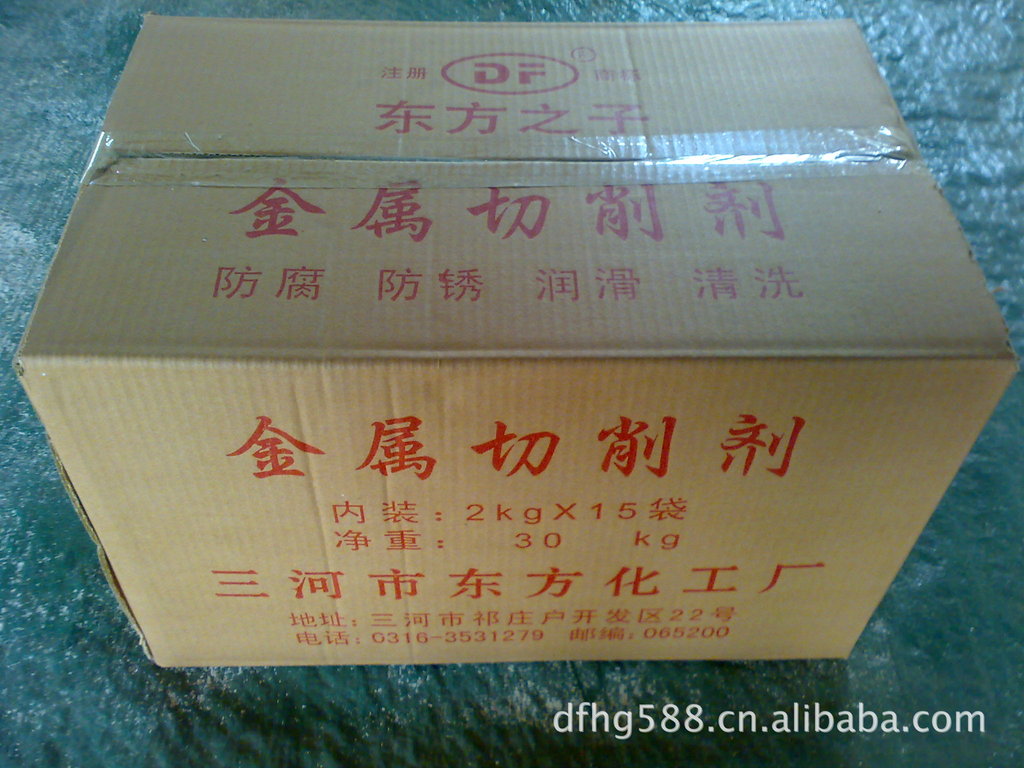 注册 DF® 商标
东方之子
金属切削剂
防腐 防锈 润滑 清洗
金属切削剂
内装：2kgX15袋
净重： 30 kg
三河市东方化工厂
地址：三河市祁庄户开发区22号
电话：0316-3531279 邮编：065200
dfhg588.cn.alibaba.com